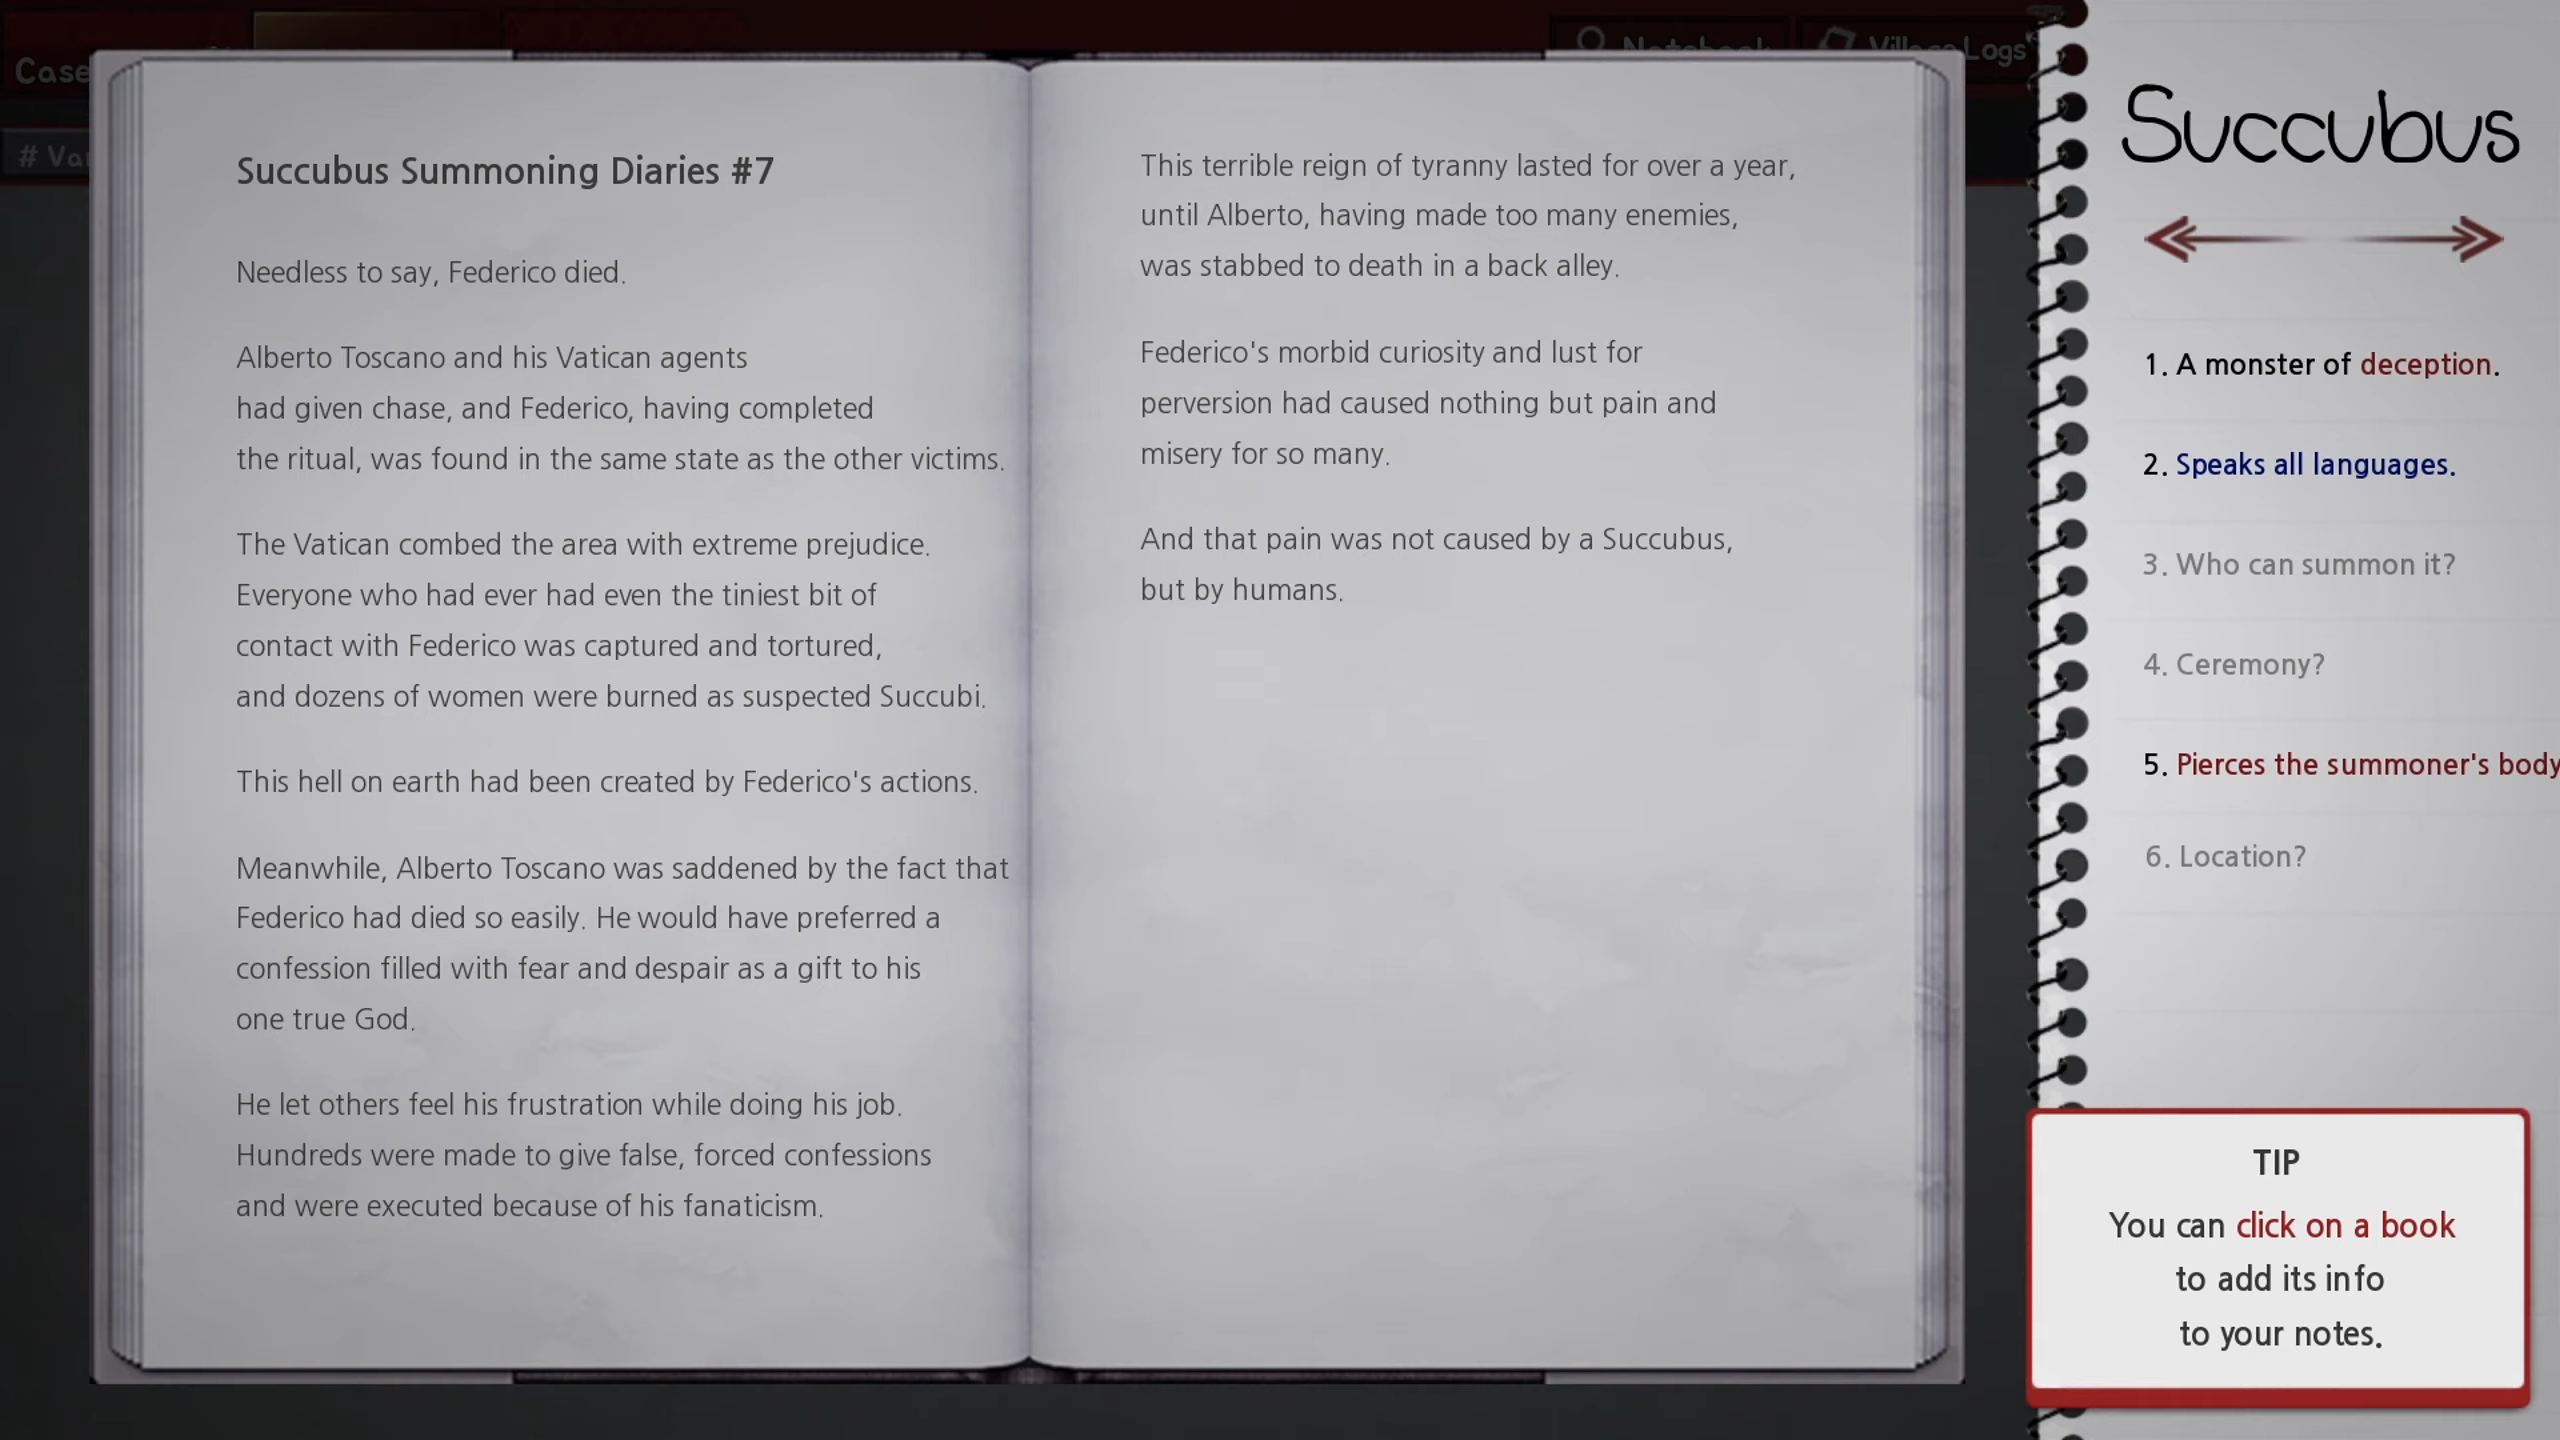 Case
Notebook
Village Logs
# Va
Succubus Summoning Diaries #7
Needless to say, Federico died.
Alberto Toscano and his Vatican agents
had given chase, and Federico, having completed
the ritual, was found in the same state as the other victims.
The Vatican combed the area with extreme prejudice.
Everyone who had ever had even the tiniest bit of
contact with Federico was captured and tortured,
and dozens of women were burned as suspected Succubi.
This hell on earth had been created by Federico's actions.
Meanwhile, Alberto Toscano was saddened by the fact that
Federico had died so easily. He would have preferred a
confession filled with fear and despair as a gift to his
one true God.
He let others feel his frustration while doing his job.
Hundreds were made to give false, forced confessions
and were executed because of his fanaticism.
This terrible reign of tyranny lasted for over a year,
until Alberto, having made too many enemies,
was stabbed to death in a back alley.
Federico's morbid curiosity and lust for
perversion had caused nothing but pain and
misery for so many.
And that pain was not caused by a Succubus,
but by humans.
Succubus
1. A monster of deception.
2. Speaks all languages.
3. Who can summon it?
4. Ceremony?
5. Pierces the summoner's body
6. Location?
TIP
You can click on a book
to add its info
to your notes.